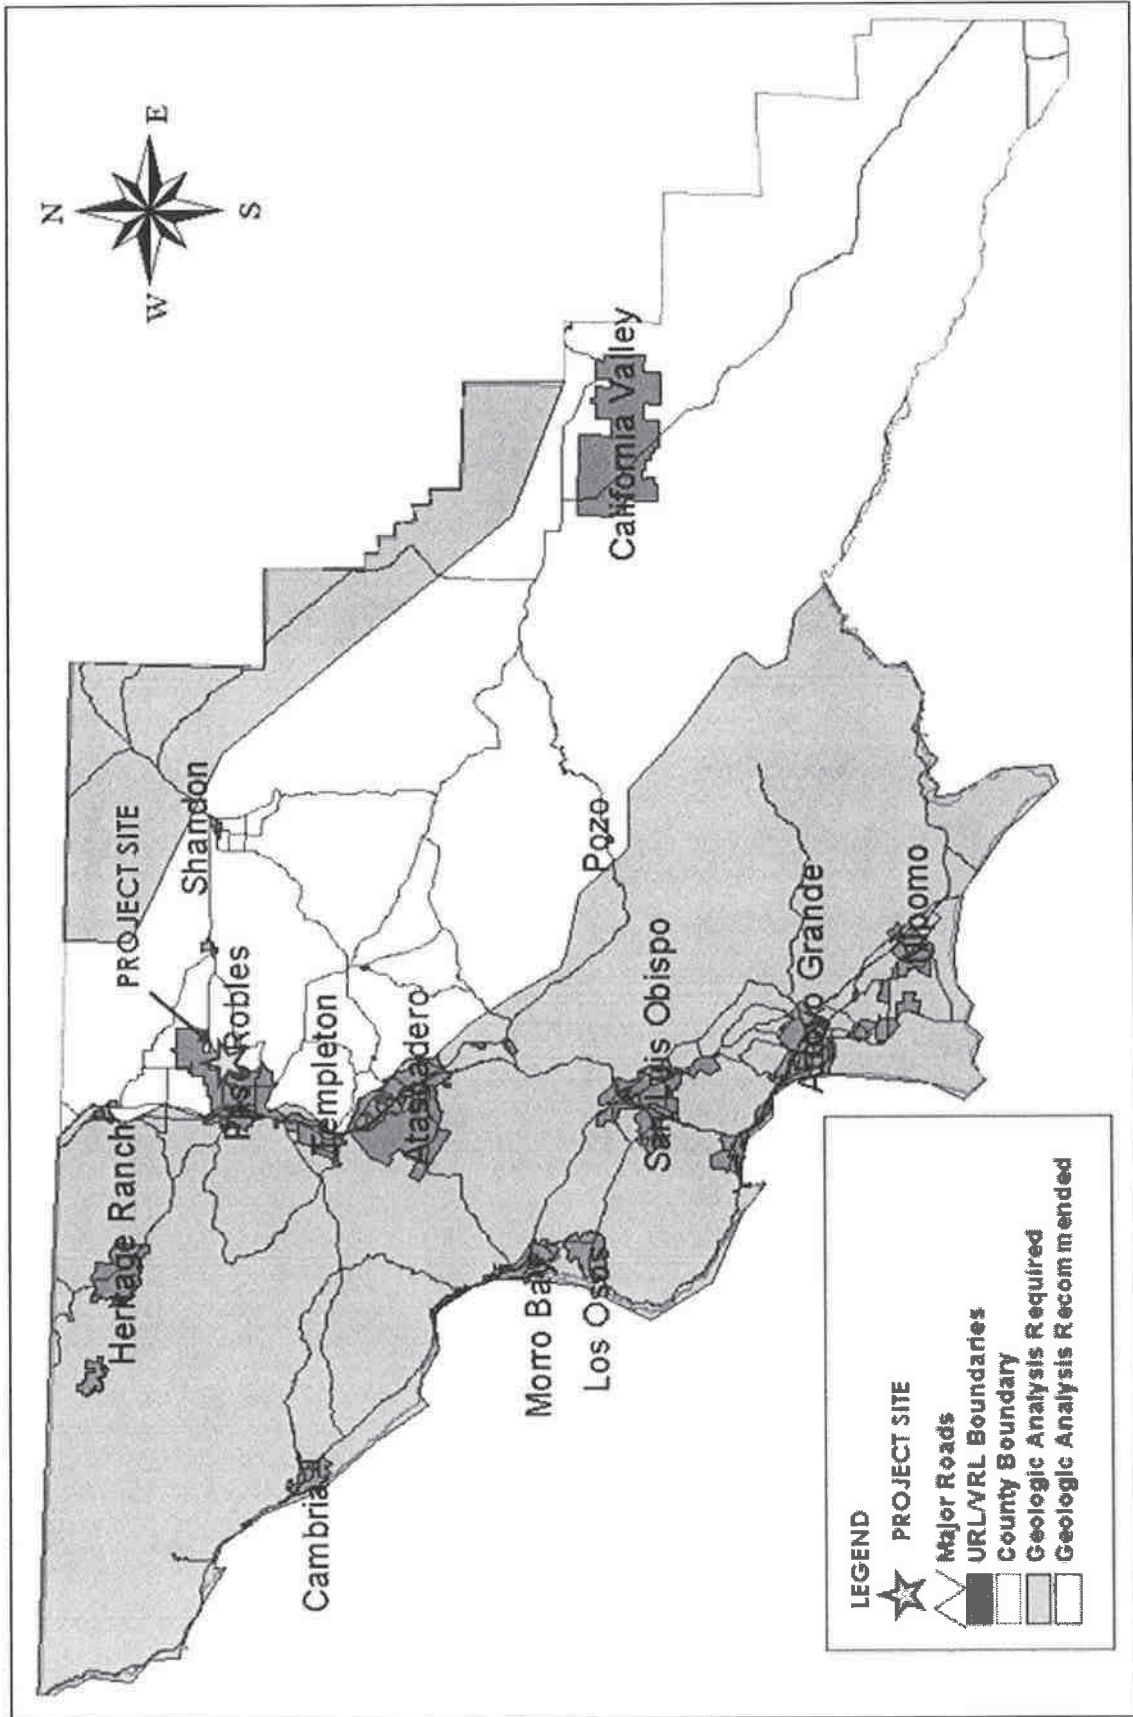 N
W
E
S
PROJECT SITE
Shandon
Heritage Ranch
Paso Robles
Templeton
Atascadero
Cambria
California Valley
Pozo
Morro Bay
Los Osos
San Luis Obispo
Arroyo Grande
Nipomo
LEGEND
PROJECT SITE
Major Roads
URL/VRL Boundaries
County Boundary
Geologic Analysis Required
Geologic Analysis Recommended